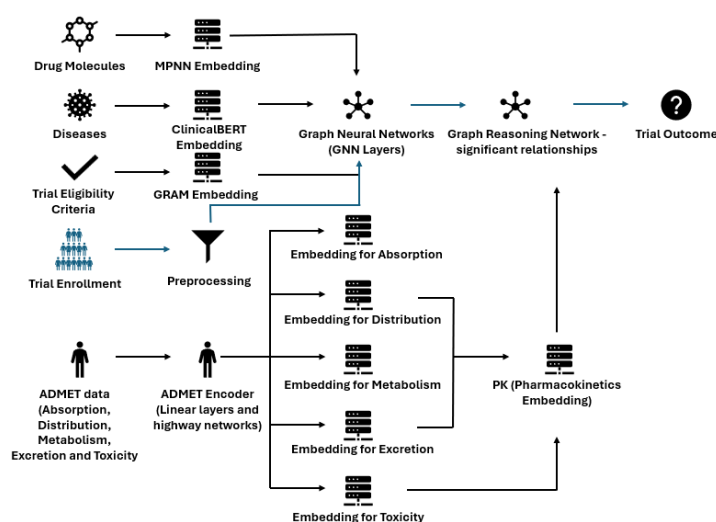 Drug Molecules
MPNN Embedding
Diseases
ClinicalBERT
Embedding
Graph Neural Networks
(GNN Layers)
Graph Reasoning Network -
significant relationships
Trial Outcome
Trial Eligibility
Criteria
GRAM Embedding
Trial Enrollment
Preprocessing
Embedding for Absorption
Embedding for Distribution
ADMET data
(Absorption,
Distribution,
Metabolism,
Excretion and Toxicity
ADMET Encoder
(Linear layers and
highway networks)
Embedding for Metabolism
PK (Pharmacokinetics
Embedding)
Embedding for Excretion
Embedding for Toxicity